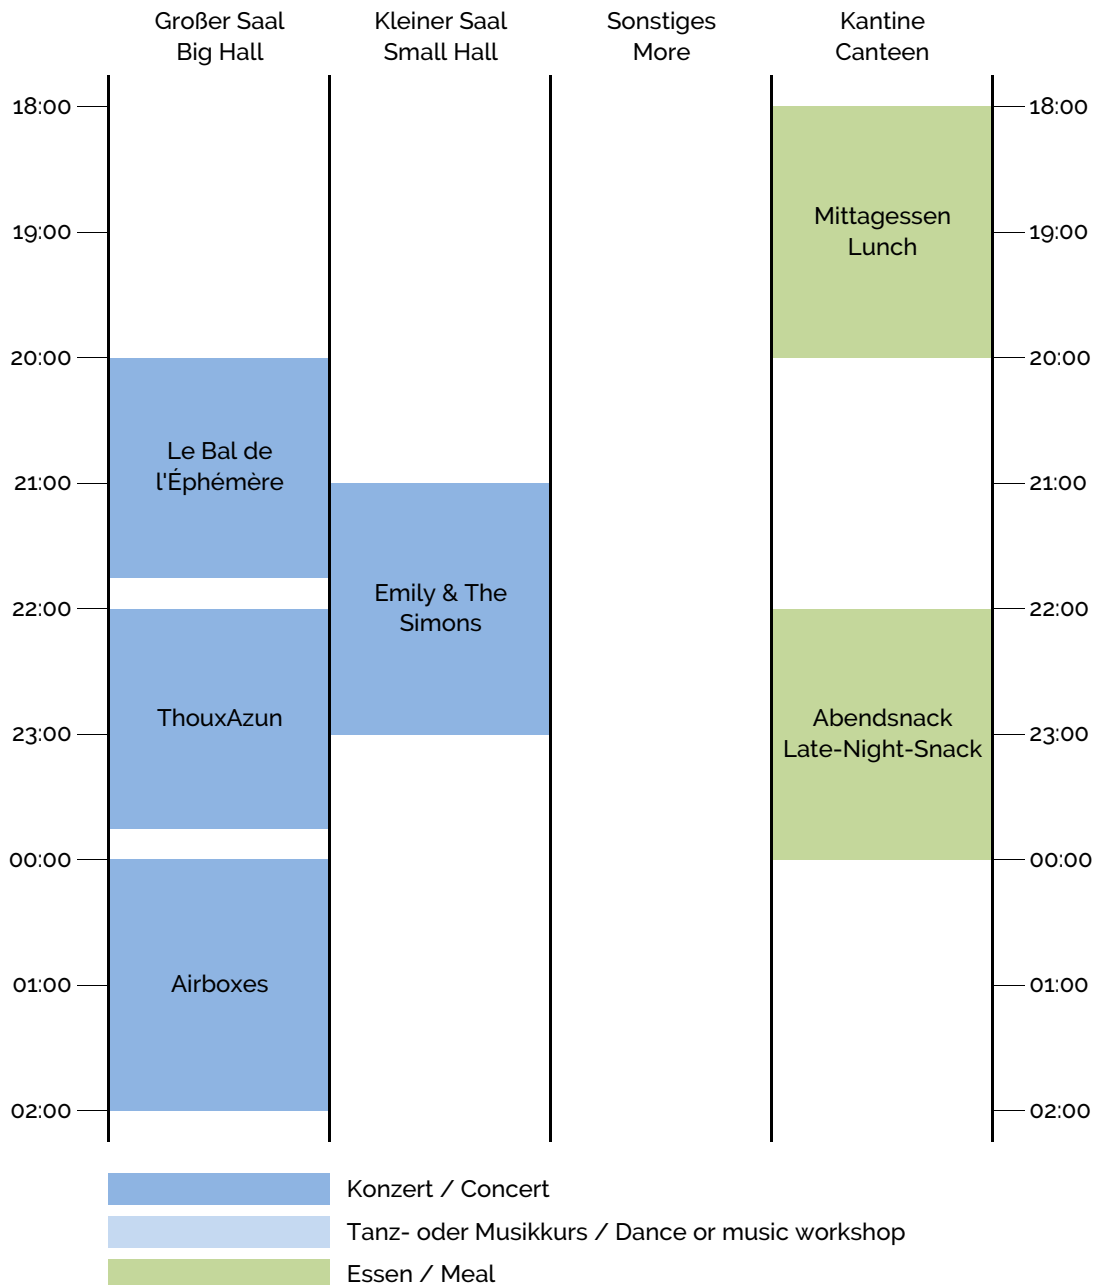 Großer Saal
Big Hall
Kleiner Saal
Small Hall
Sonstiges
More
Kantine
Canteen
18:00
18:00
Mittagessen
Lunch
19:00
19:00
20:00
20:00
Le Bal de
l'Éphémère
21:00
21:00
Emily & The
Simons
22:00
22:00
ThouxAzun
Abendsnack
Late-Night-Snack
23:00
23:00
00:00
00:00
Airboxes
01:00
01:00
02:00
02:00
Konzert / Concert
Tanz- oder Musikkurs / Dance or music workshop
Essen / Meal